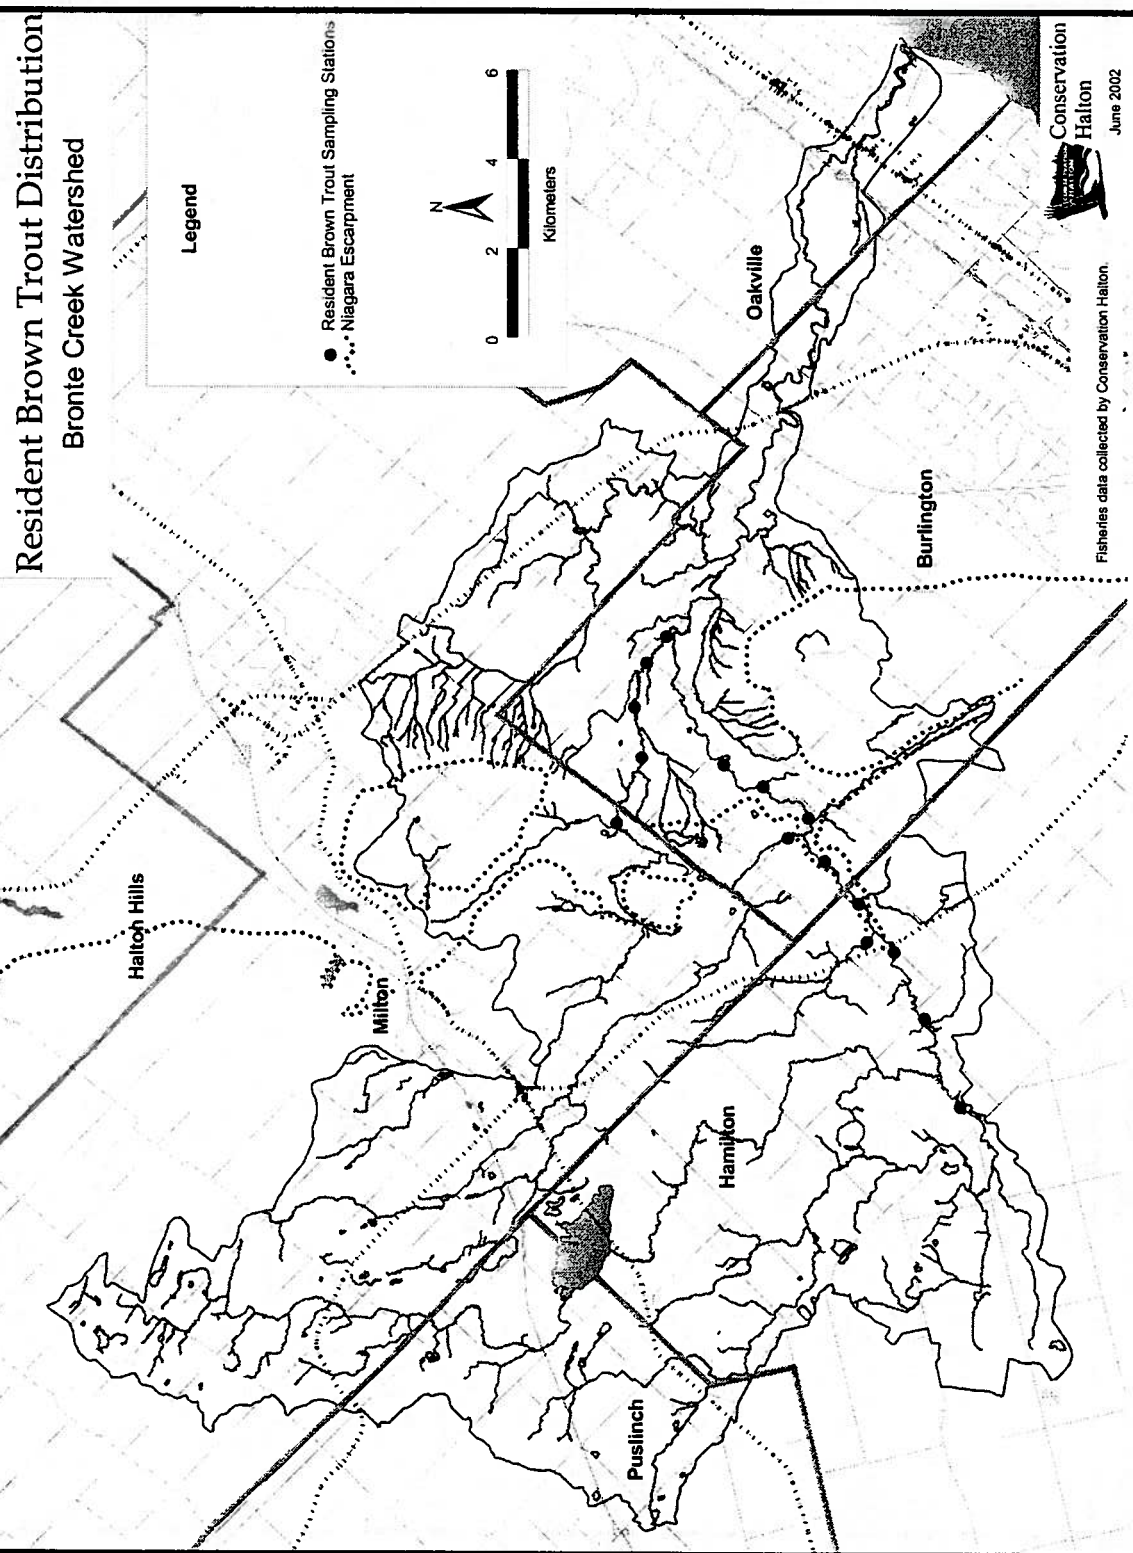 Resident Brown Trout Distribution
Bronte Creek Watershed
Legend
Resident Brown Trout Sampling Stations
Niagara Escarpment
N
0 2 4 6
Kilometers
Halton Hills
Milton
Oakville
Burlington
Hamilton
Puslinch
Conservation
Halton
June 2002
Fisheries data collected by Conservation Halton.